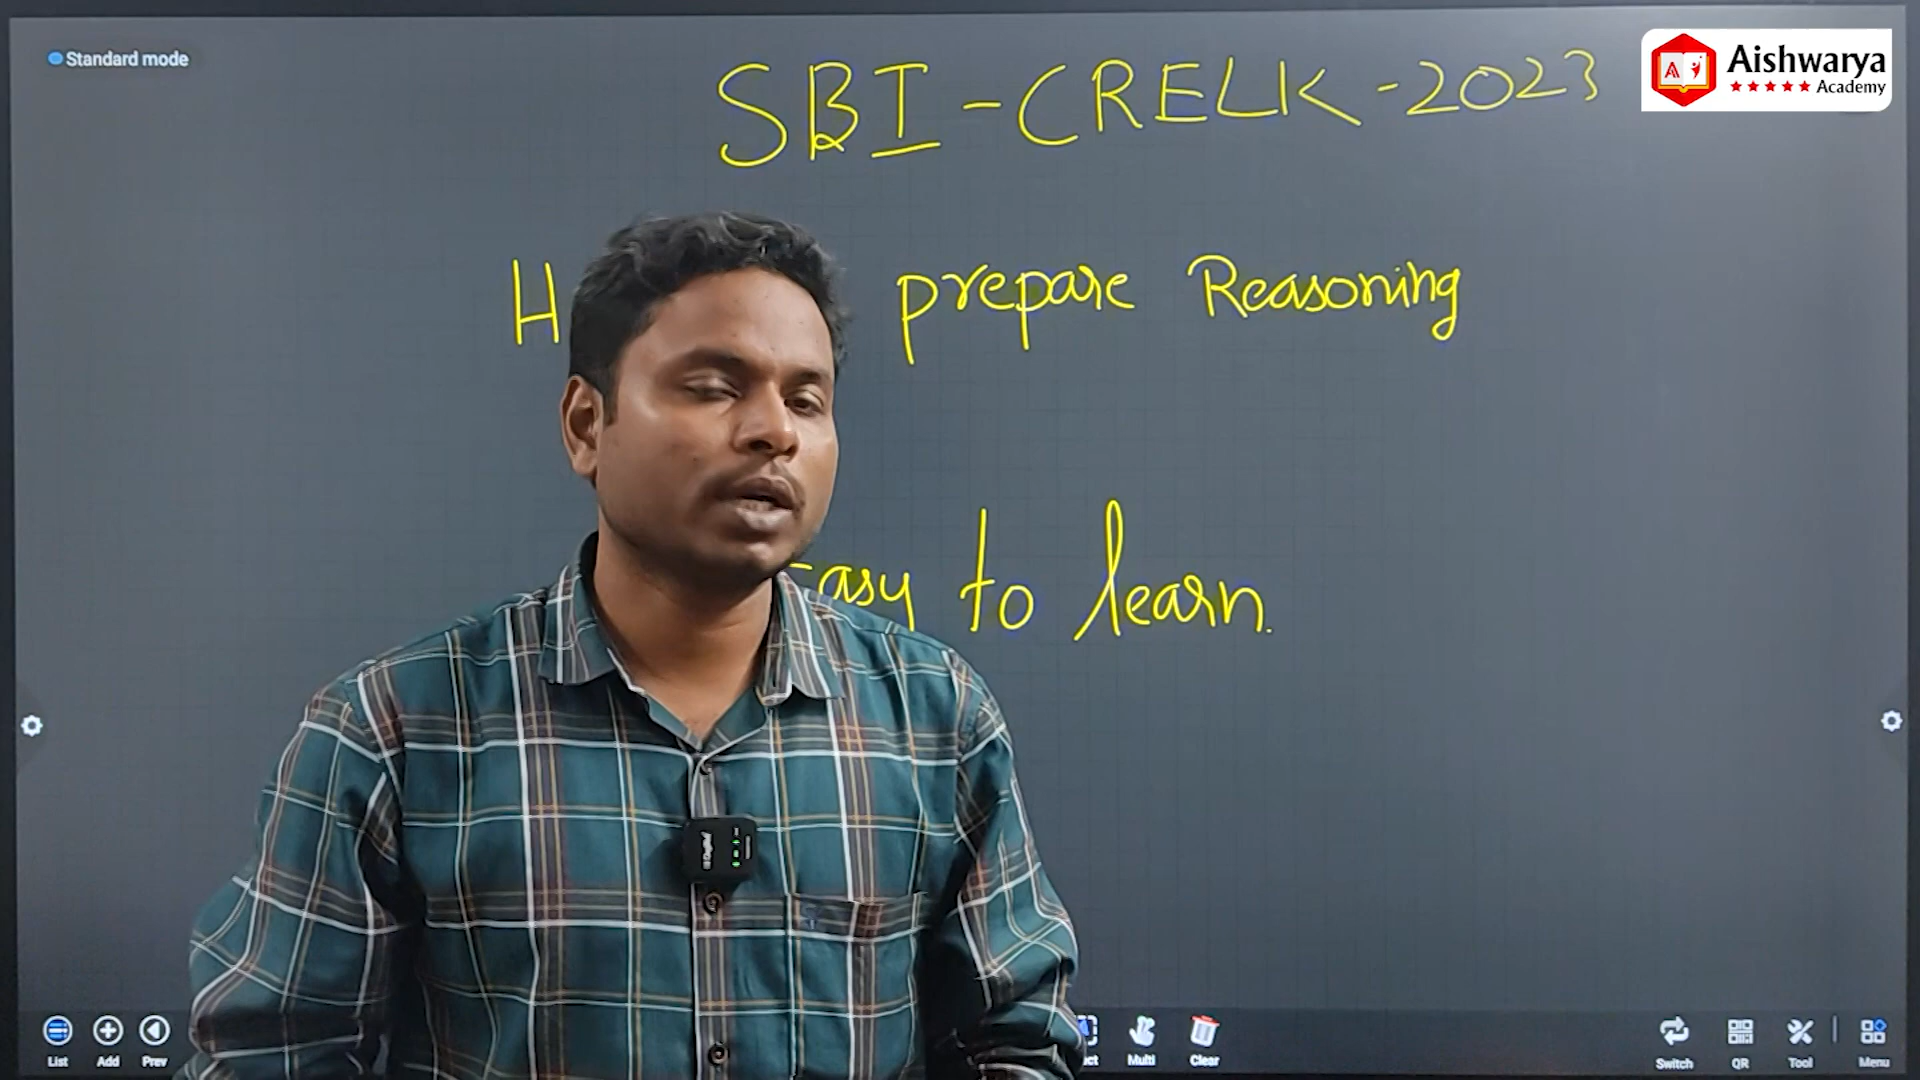 Standard mode
SBI-CRELK-2023
Aishwarya
Academy
H prepare Reasoning
asy to learn.
List Add Prev ct Multi Clear Switch QR Tool Menu